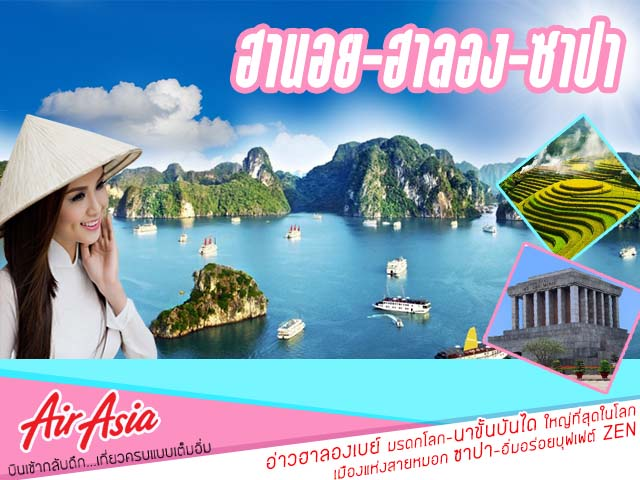 ฮานอย-ฮาลอง-ซาปา
AirAsia
บินเช้ากลับดึก...เที่ยวครบแบบเต็มอิ่ม
อ่าวฮาลองเบย์ มรดกโลก-นาขั้นบันได ใหญ่ที่สุดในโลก
เมืองแห่งสายหมอก ซาปา-อิ่มอร่อยบุฟเฟต์ ZEN